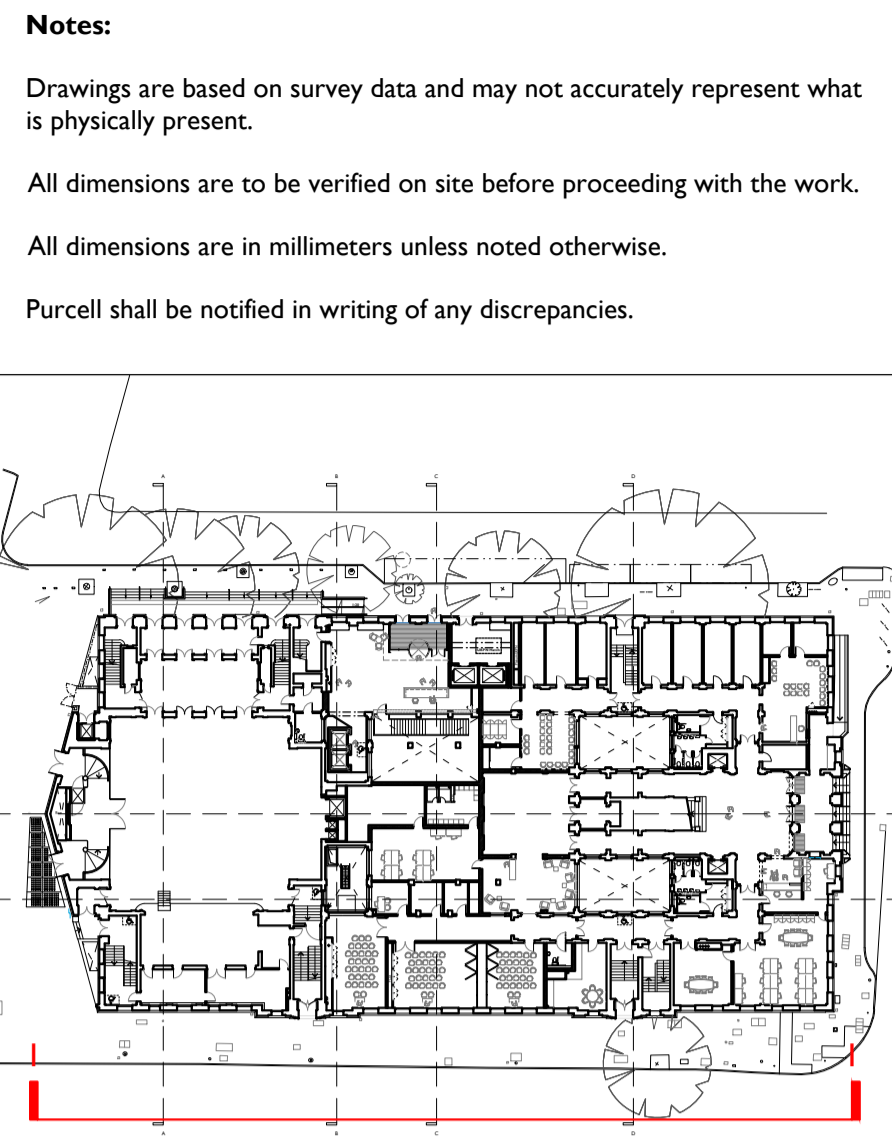 Notes:
Drawings are based on survey data and may not accurately represent what
is physically present.
All dimensions are to be verified on site before proceeding with the work.
All dimensions are in millimeters unless noted otherwise.
Purcell shall be notified in writing of any discrepancies.
A B C D
A B C D